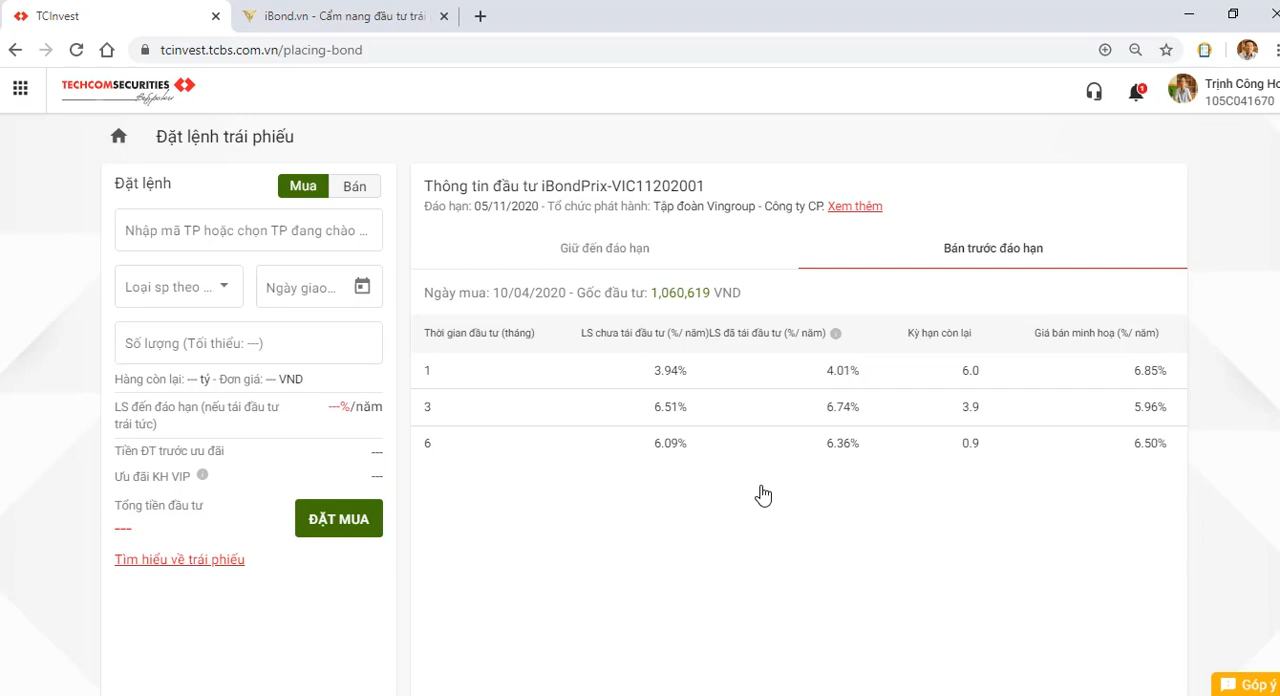 TCInvest
iBond.vn - Cẩm nang đầu tư trái
tcinvest.tcbs.com.vn/placing-bond
TECHCOMSECURITIES
1
Trịnh Công Ho
105C041670
Đặt lệnh trái phiếu
Đặt lệnh
Mua
Bán
Nhập mã TP hoặc chọn TP đang chào ...
Loại sp theo ...
Ngày giao...
Số lượng (Tối thiểu: ---)
Hàng còn lại: --- tỷ - Đơn giá: --- VND
LS đến đáo hạn (nếu tái đầu tư trái tức) ---%/năm
Tiền ĐT trước ưu đãi ---
Ưu đãi KH VIP ---
Tổng tiền đầu tư
---
ĐẶT MUA
Tìm hiểu về trái phiếu
Thông tin đầu tư iBondPrix-VIC11202001
Đáo hạn: 05/11/2020 - Tổ chức phát hành: Tập đoàn Vingroup - Công ty CP. Xem thêm
Giữ đến đáo hạn
Bán trước đáo hạn
Ngày mua: 10/04/2020 - Gốc đầu tư: 1,060,619 VND
Thời gian đầu tư (tháng) LS chưa tái đầu tư (%/ năm) LS đã tái đầu tư (%/ năm) Kỳ hạn còn lại Giá bán minh hoạ (%/ năm)
1 3.94% 4.01% 6.0 6.85%
3 6.51% 6.74% 3.9 5.96%
6 6.09% 6.36% 0.9 6.50%
Góp ý